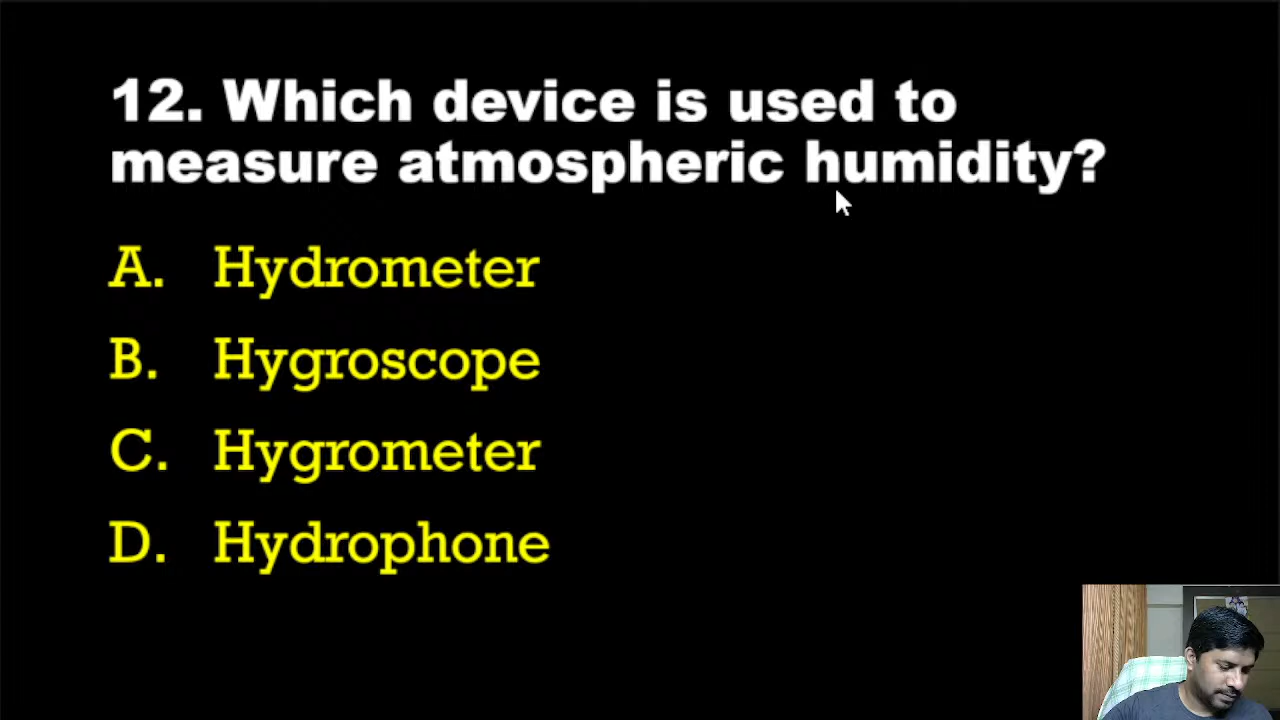 12. Which device is used to
measure atmospheric humidity?
A. Hydrometer
B. Hygroscope
C. Hygrometer
D. Hydrophone